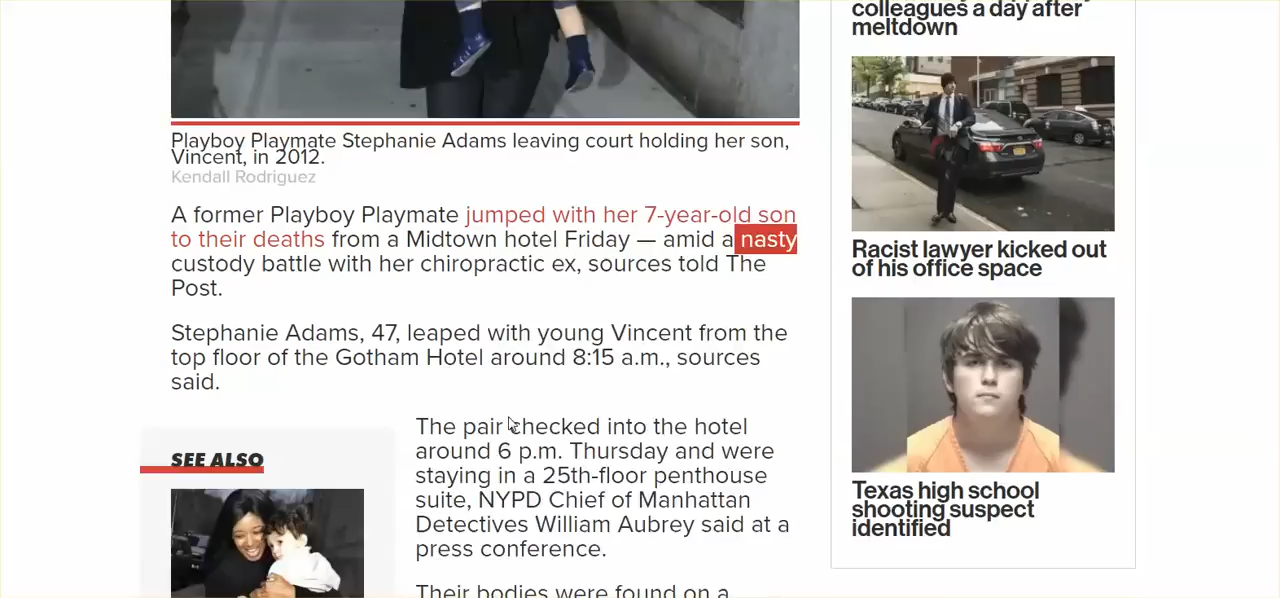 Playboy Playmate Stephanie Adams leaving court holding her son,
Vincent, in 2012.
Kendall Rodriguez
A former Playboy Playmate jumped with her 7-year-old son
to their deaths from a Midtown hotel Friday — amid a nasty
custody battle with her chiropractic ex, sources told The
Post.
Stephanie Adams, 47, leaped with young Vincent from the
top floor of the Gotham Hotel around 8:15 a.m., sources
said.
SEE ALSO
The pair checked into the hotel
around 6 p.m. Thursday and were
staying in a 25th-floor penthouse
suite, NYPD Chief of Manhattan
Detectives William Aubrey said at a
press conference.
Their bodies were found on a
colleagues a day after
meltdown
Racist lawyer kicked out
of his office space
Texas high school
shooting suspect
identified